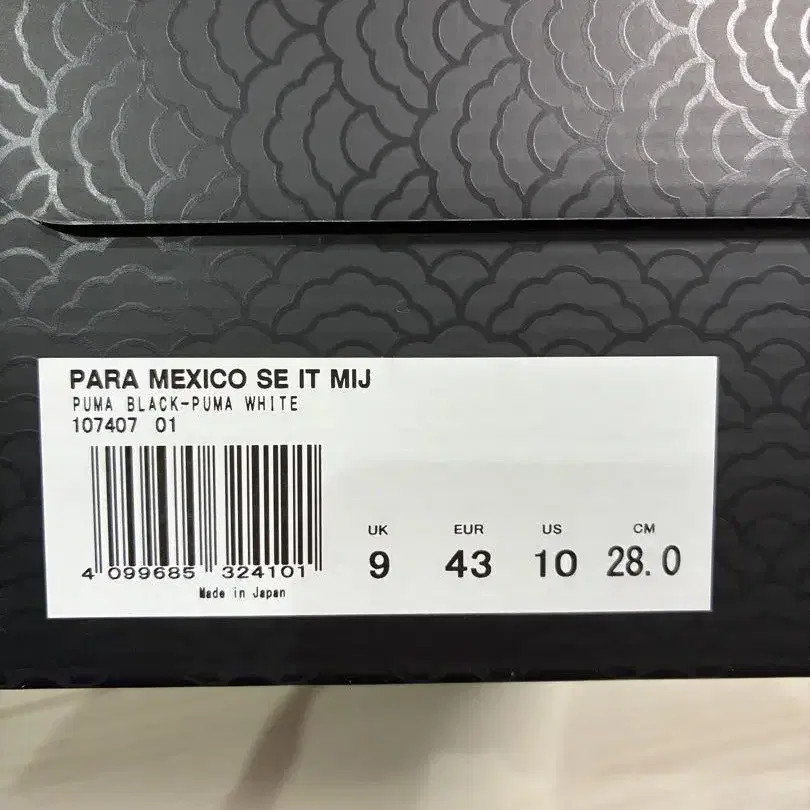 PARA MEXICO SE IT MIJ
PUMA BLACK-PUMA WHITE
107407 01
UK EUR US CM
9 43 10 28.0
4 099685 324101
Made in Japan